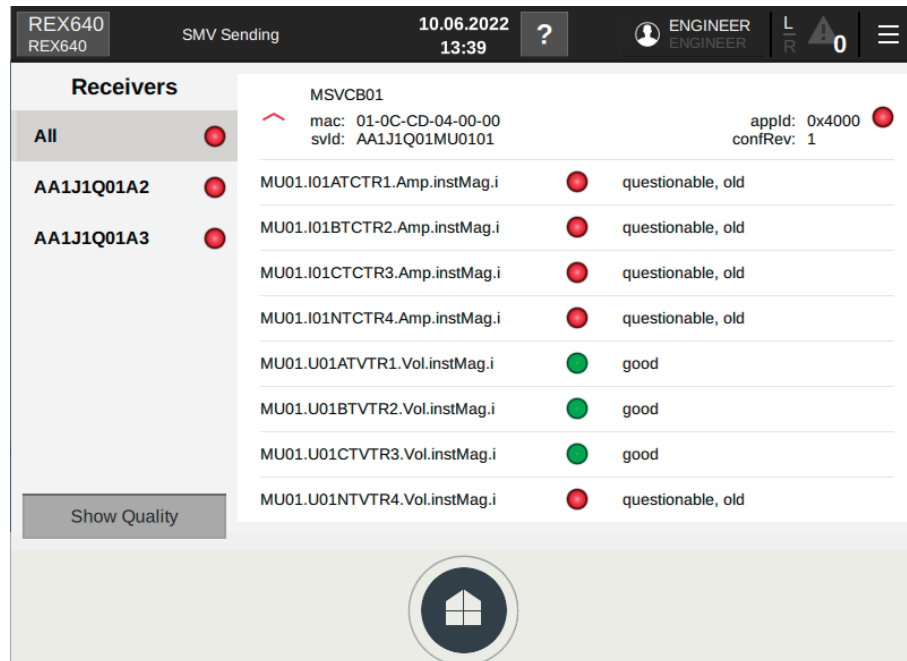 REX640
REX640
SMV Sending
10.06.2022
13:39
?
ENGINEER
ENGINEER
L
R
0
Receivers
All
AA1J1Q01A2
AA1J1Q01A3
Show Quality
MSVCB01
mac: 01-0C-CD-04-00-00
svId: AA1J1Q01MU0101
appId: 0x4000
confRev: 1
MU01.I01ATCTR1.Amp.instMag.i questionable, old
MU01.I01BTCTR2.Amp.instMag.i questionable, old
MU01.I01CTCTR3.Amp.instMag.i questionable, old
MU01.I01NTCTR4.Amp.instMag.i questionable, old
MU01.U01ATVTR1.Vol.instMag.i good
MU01.U01BTVTR2.Vol.instMag.i good
MU01.U01CTVTR3.Vol.instMag.i good
MU01.U01NTVTR4.Vol.instMag.i questionable, old